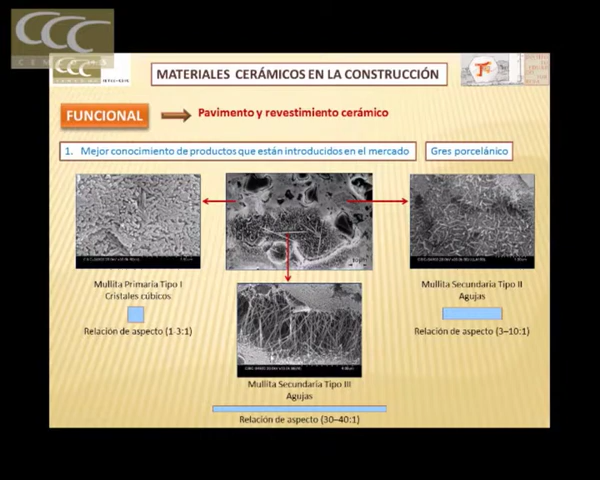 CCC
MATERIALES CERÁMICOS EN LA CONSTRUCCIÓN
FUNCIONAL
Pavimento y revestimiento cerámico
1. Mejor conocimiento de productos que están introducidos en el mercado
Gres porcelánico
Mullita Primaria Tipo I
Cristales cúbicos
Relación de aspecto (1-3:1)
Mullita Secundaria Tipo II
Agujas
Relación de aspecto (3–10:1)
Mullita Secundaria Tipo III
Agujas
Relación de aspecto (30–40:1)